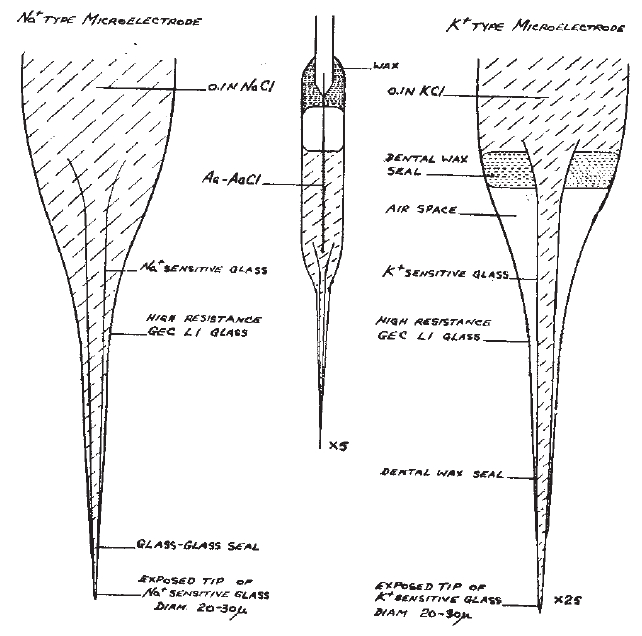 Na⁺ TYPE MICROELECTRODE
0.1N NaCl
Na⁺ SENSITIVE GLASS
HIGH RESISTANCE
GEC L1 GLASS
GLASS-GLASS SEAL
EXPOSED TIP OF
Na⁺ SENSITIVE GLASS
DIAM 20-30μ
WAX
Ag-AgCl
×5
K⁺ TYPE MICROELECTRODE
0.1N KCl
DENTAL WAX
SEAL
AIR SPACE
K⁺ SENSITIVE GLASS
HIGH RESISTANCE
GEC L1 GLASS
DENTAL WAX SEAL
EXPOSED TIP OF
K⁺ SENSITIVE GLASS
DIAM 20-30μ
×25